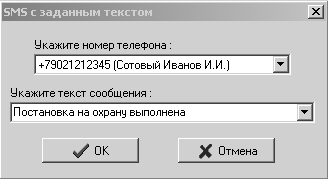 SMS с заданным текстом
Укажите номер телефона :
+79021212345 (Сотовый Иванов И.И.)
Укажите текст сообщения :
Постановка на охрану выполнена
OK
Отмена